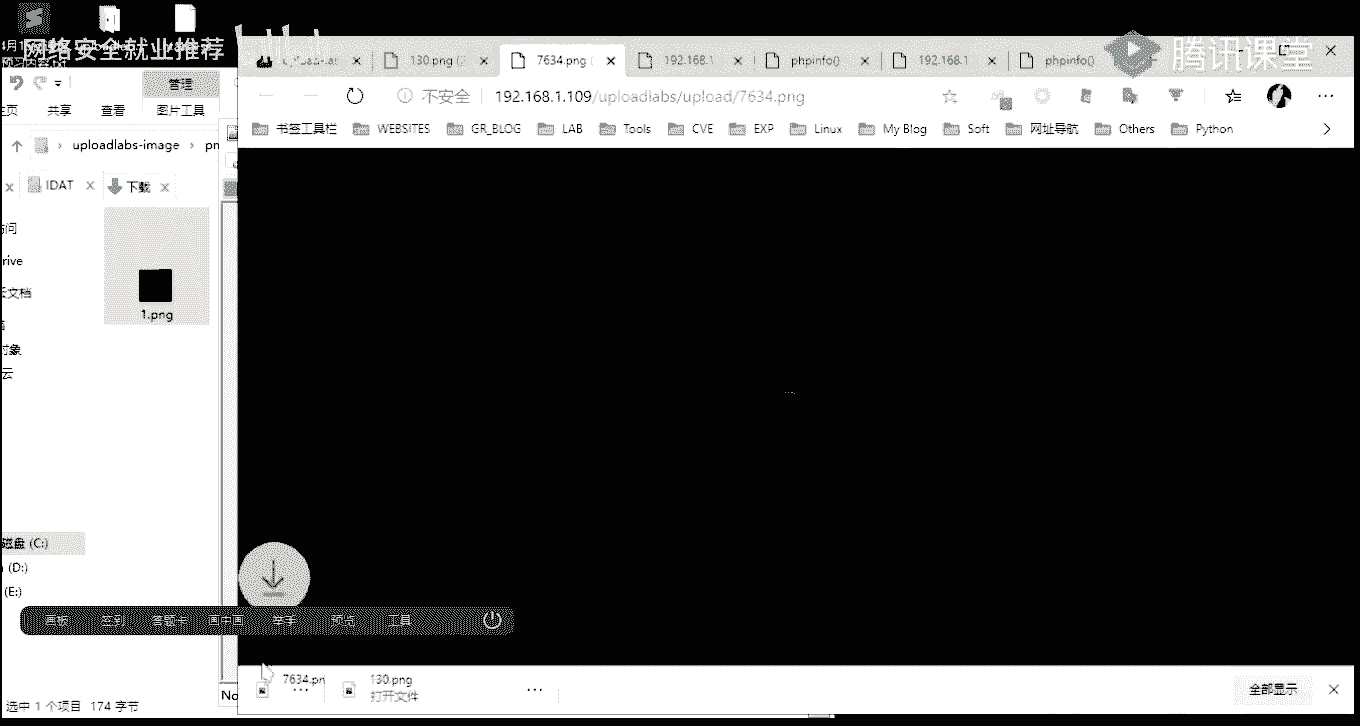 网络安全就业推荐
腾讯课堂
预习内容.txt
130.png (
7634.png (
192.168.1
phpinfo()
192.168.1
phpinfo()
管理
共享
查看
图片工具
不安全
192.168.1.109/uploadlabs/upload/7634.png
书签工具栏
WEBSITES
GR_BLOG
LAB
Tools
CVE
EXP
Linux
My Blog
Soft
网址导航
Others
Python
uploadlabs-image
IDAT
下载
1.png
云文档
对象
磁盘 (C:)
(D:)
(E:)
画板
签到
答题卡
画中画
举手
预览
工具
7634.pn
130.png
打开文件
全部显示
No
选中 1 个项目 174 字节